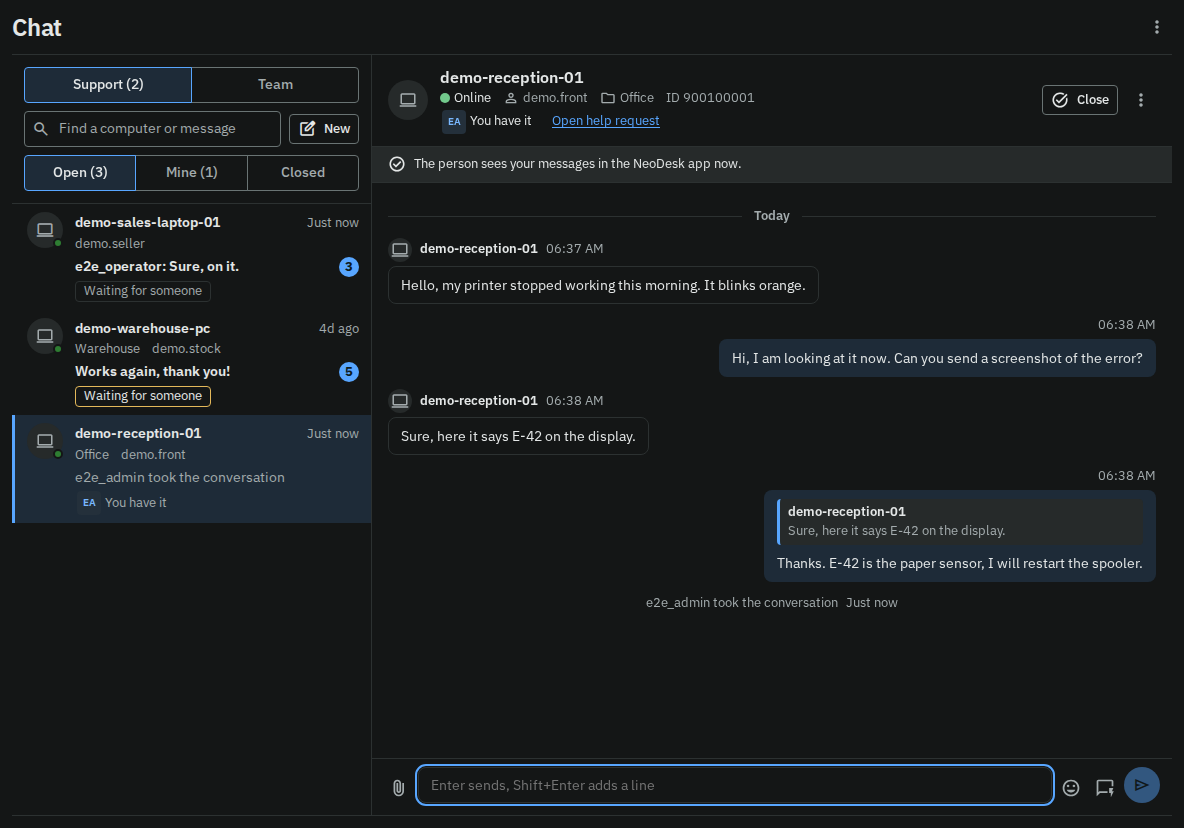 Chat
Support (2)
Team
Find a computer or message
New
Open (3)
Mine (1)
Closed
demo-sales-laptop-01
Just now
demo.seller
e2e_operator: Sure, on it.
3
Waiting for someone
demo-warehouse-pc
4d ago
Warehouse demo.stock
Works again, thank you!
5
Waiting for someone
demo-reception-01
Just now
Office demo.front
e2e_admin took the conversation
EA You have it
demo-reception-01
Online demo.front Office ID 900100001
EA You have it Open help request
Close
The person sees your messages in the NeoDesk app now.
Today
demo-reception-01 06:37 AM
Hello, my printer stopped working this morning. It blinks orange.
06:38 AM
Hi, I am looking at it now. Can you send a screenshot of the error?
demo-reception-01 06:38 AM
Sure, here it says E-42 on the display.
06:38 AM
demo-reception-01
Sure, here it says E-42 on the display.
Thanks. E-42 is the paper sensor, I will restart the spooler.
e2e_admin took the conversation Just now
Enter sends, Shift+Enter adds a line